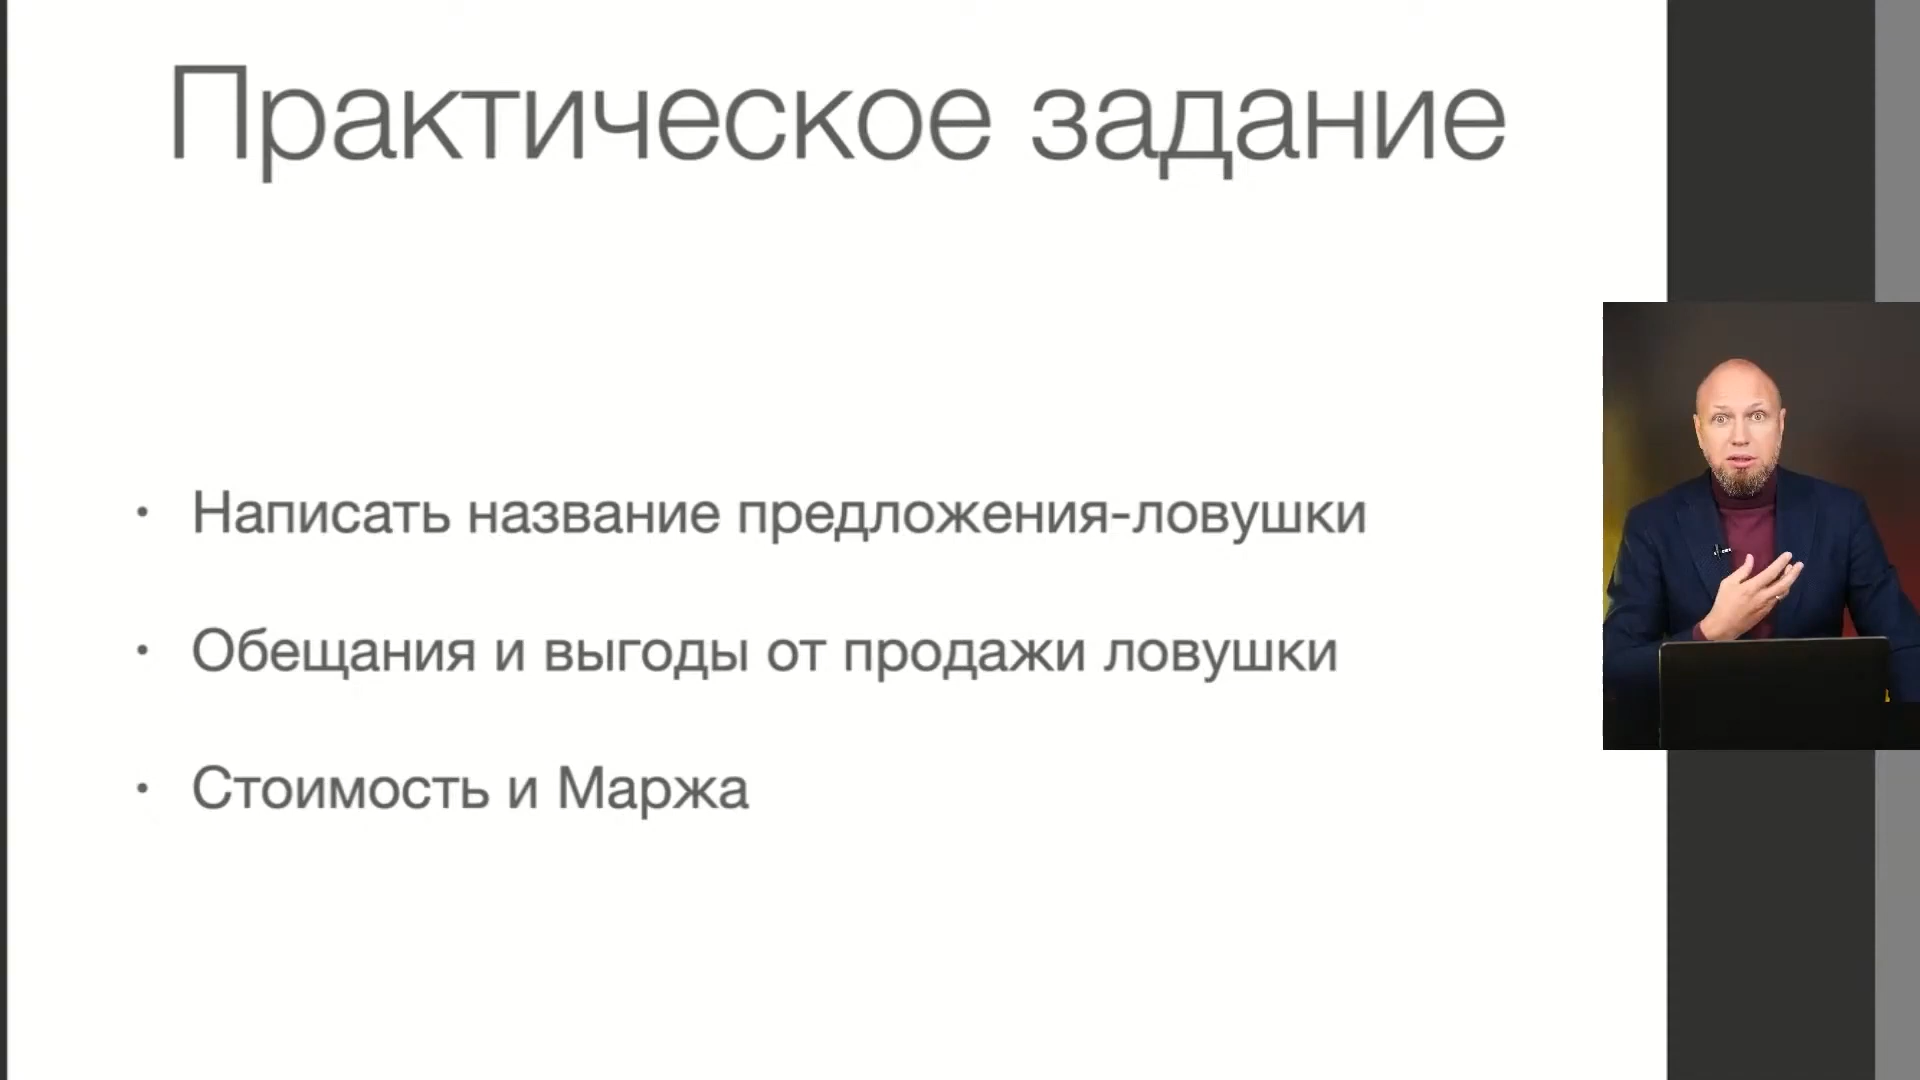 Практическое задание
• Написать название предложения-ловушки
• Обещания и выгоды от продажи ловушки
• Стоимость и Маржа